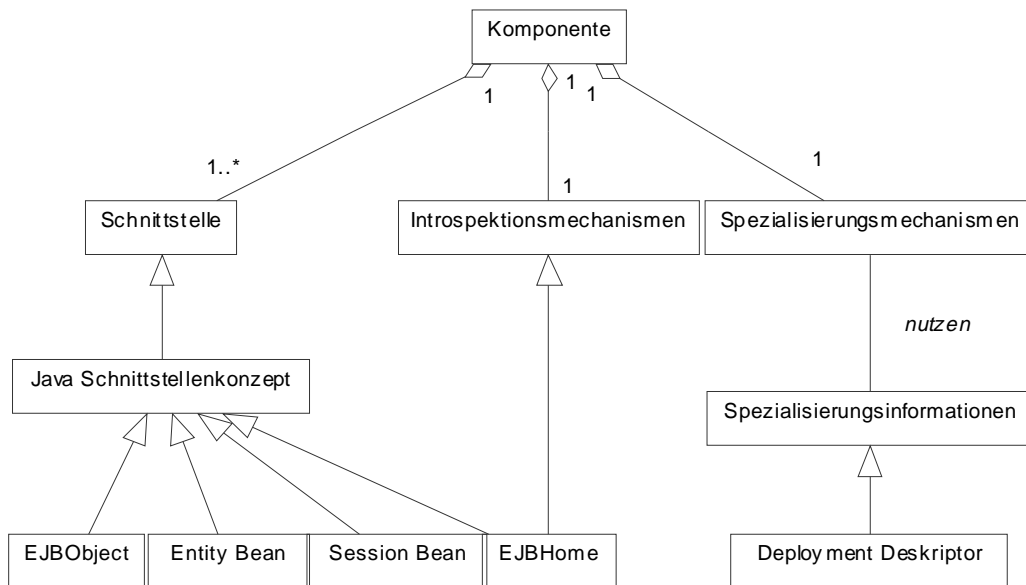 Komponente
1
1
1
1..*
1
1
Schnittstelle
Introspektionsmechanismen
Spezialisierungsmechanismen
nutzen
Java Schnittstellenkonzept
Spezialisierungsinformationen
EJBObject
Entity Bean
Session Bean
EJBHome
Deployment Deskriptor